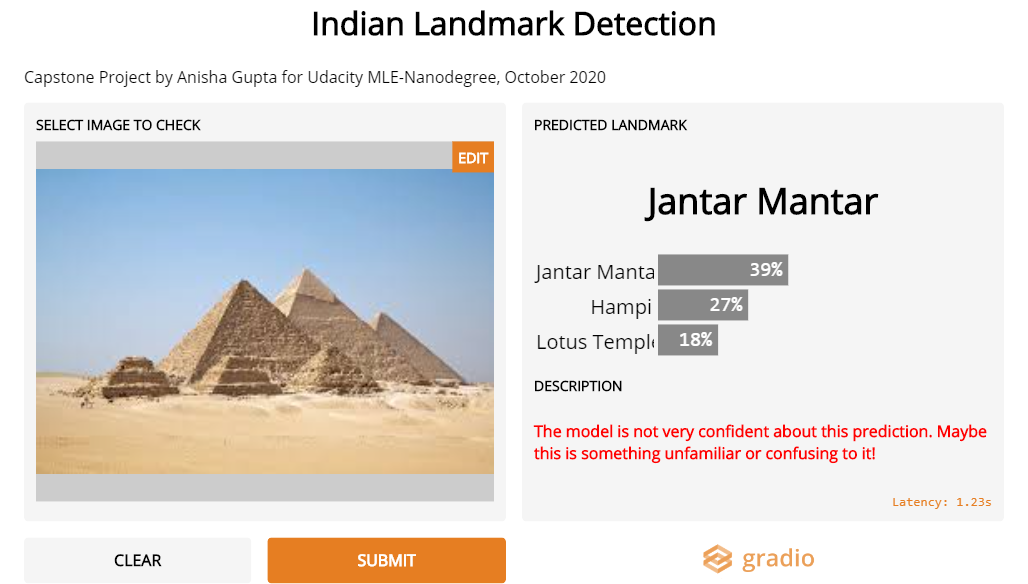 Indian Landmark Detection
Capstone Project by Anisha Gupta for Udacity MLE-Nanodegree, October 2020
SELECT IMAGE TO CHECK
EDIT
PREDICTED LANDMARK
Jantar Mantar
Jantar Manta 39%
Hampi 27%
Lotus Temple 18%
DESCRIPTION
The model is not very confident about this prediction. Maybe
this is something unfamiliar or confusing to it!
Latency: 1.23s
CLEAR
SUBMIT
gradio